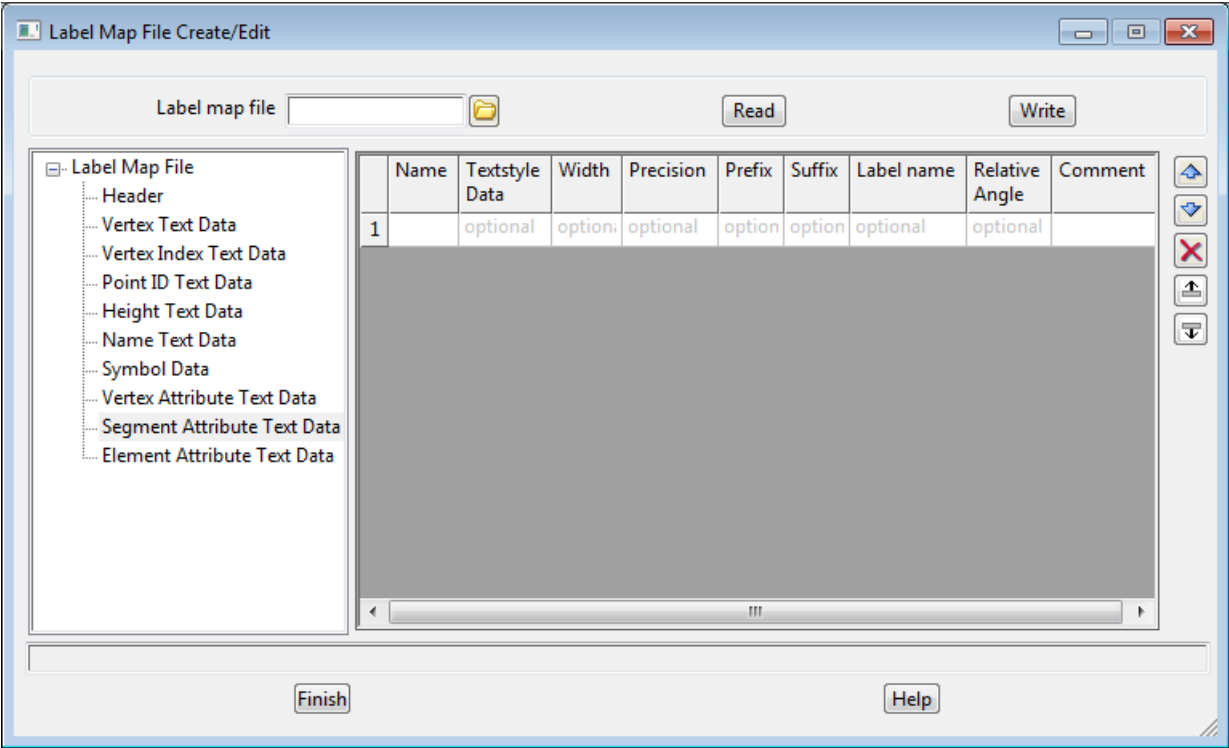 Label Map File Create/Edit
Label map file
Read
Write
Label Map File
Header
Vertex Text Data
Vertex Index Text Data
Point ID Text Data
Height Text Data
Name Text Data
Symbol Data
Vertex Attribute Text Data
Segment Attribute Text Data
Element Attribute Text Data
Name Textstyle Data Width Precision Prefix Suffix Label name Relative Angle Comment
1 optional option optional option option optional optional
Finish
Help